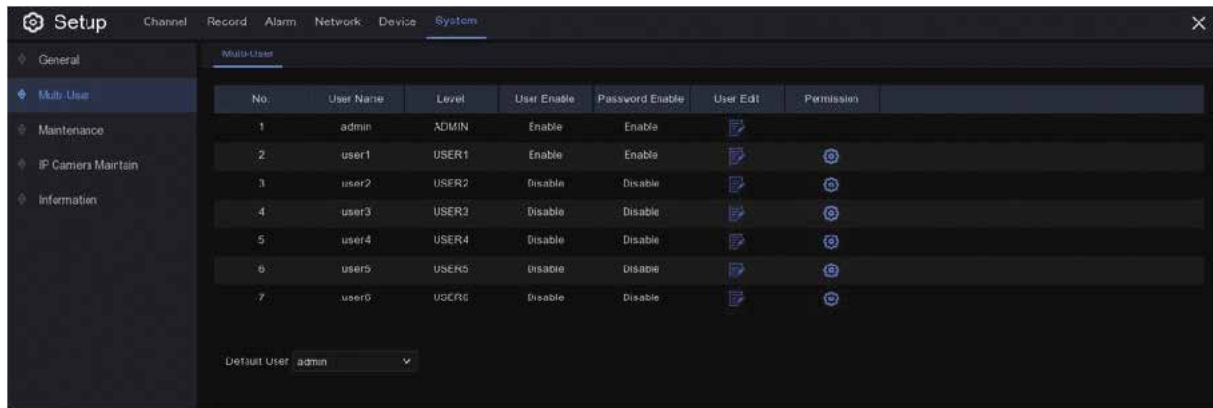 Setup Channel Record Alarm Network Device System
General
Multi-User
Maintenance
IP Camera Maintain
Information
Multi-User
No. User Name Level User Enable Password Enable User Edit Permission
1 admin ADMIN Enable Enable
2 user1 USER1 Enable Enable
3 user2 USER2 Disable Disable
4 user3 USER3 Disable Disable
5 user4 USER4 Disable Disable
6 user5 USER5 Disable Disable
7 user6 USER6 Disable Disable
Default User admin